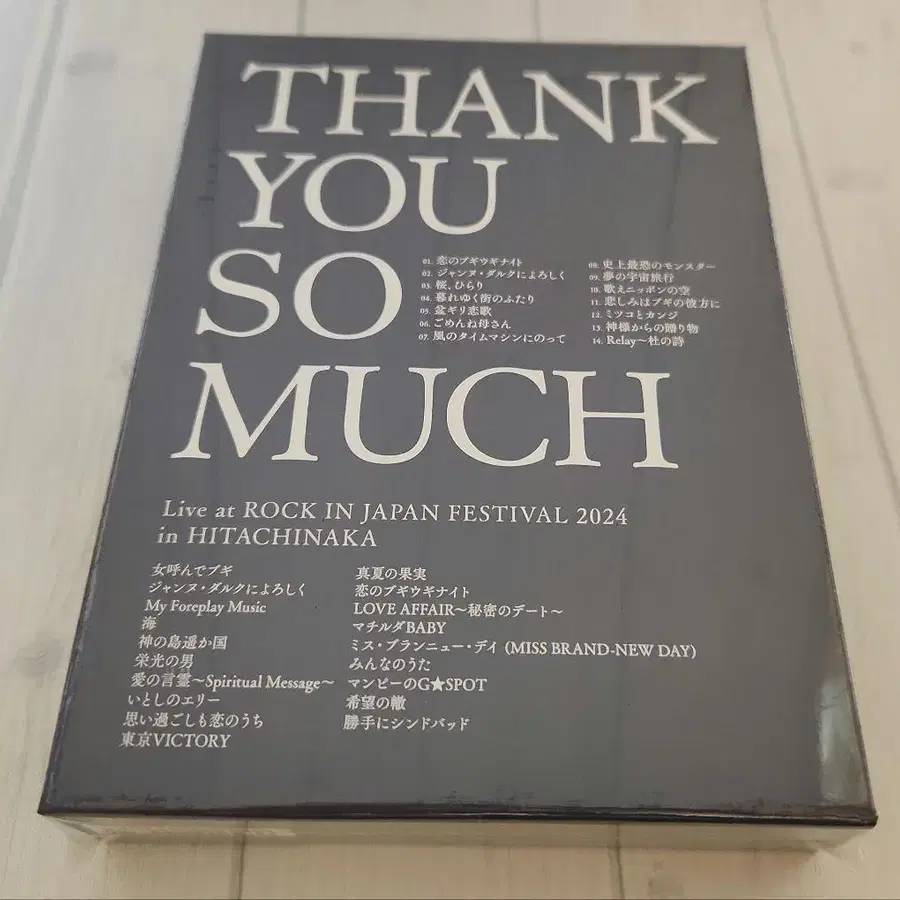 THANK
YOU
SO
MUCH
01. 恋のブギウギナイト
02. ジャンヌ・ダルクによろしく
03. 桜、ひらり
04. 暮れゆく街のふたり
05. 盆ギリ恋歌
06. ごめんね母さん
07. 風のタイムマシンにのって
08. 史上最恐のモンスター
09. 夢の宇宙旅行
10. 歌えニッポンの空
11. 悲しみはブギの彼方に
12. ミツコとカンジ
13. 神様からの贈り物
14. Relay〜杜の詩
Live at ROCK IN JAPAN FESTIVAL 2024
in HITACHINAKA
女呼んでブギ
ジャンヌ・ダルクによろしく
My Foreplay Music
海
神の島遥か国
栄光の男
愛の言霊〜Spiritual Message〜
いとしのエリー
思い過ごしも恋のうち
東京VICTORY
真夏の果実
恋のブギウギナイト
LOVE AFFAIR〜秘密のデート〜
マチルダBABY
ミス・ブランニュー・デイ (MISS BRAND-NEW DAY)
みんなのうた
マンピーのG★SPOT
希望の轍
勝手にシンドバッド